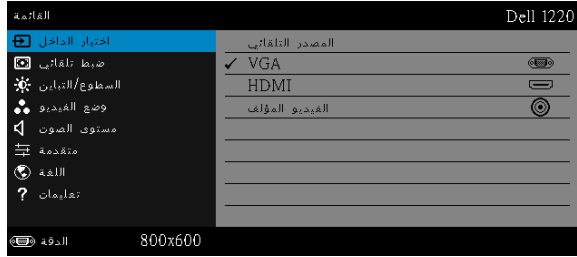 القائمة
Dell 1220
اختيار الداخل
ضبط تلقائي
السطوع/التباين
وضع الفيديو
مستوى الصوت
متقدمة
اللغة
تعليمات
المصدر التلقائي
VGA
HDMI
الفيديو المؤلف
الدقة 800x600